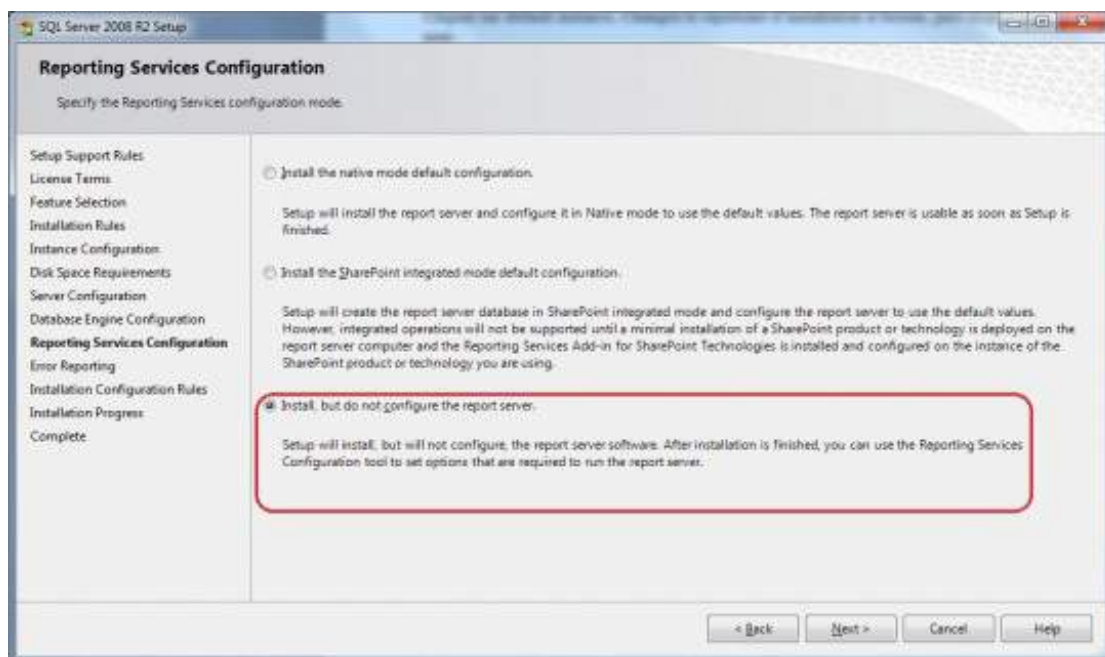 SQL Server 2008 R2 Setup
Reporting Services Configuration
Specify the Reporting Services configuration mode.
Setup Support Rules
License Terms
Feature Selection
Installation Rules
Instance Configuration
Disk Space Requirements
Server Configuration
Database Engine Configuration
Reporting Services Configuration
Error Reporting
Installation Configuration Rules
Installation Progress
Complete
Install the native mode default configuration.
Setup will install the report server and configure it in Native mode to use the default values. The report server is usable as soon as Setup is
finished.
Install the SharePoint integrated mode default configuration.
Setup will create the report server database in SharePoint integrated mode and configure the report server to use the default values.
However, integrated operations will not be supported until a minimal installation of a SharePoint product or technology is deployed on the
report server computer and the Reporting Services Add-in for SharePoint Technologies is installed and configured on the instance of the
SharePoint product or technology you are using.
Install, but do not configure the report server.
Setup will install, but will not configure, the report server software. After installation is finished, you can use the Reporting Services
Configuration tool to set options that are required to run the report server.
< Back
Next >
Cancel
Help